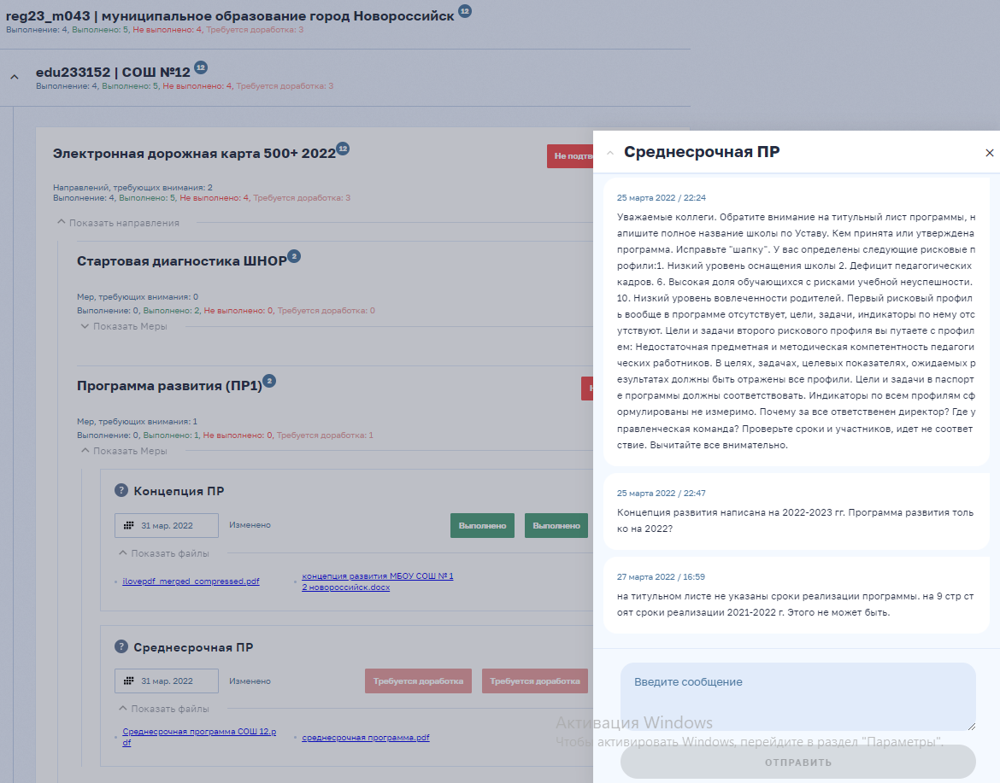 reg23_m043 | муниципальное образование город Новороссийск 12
Выполнение: 4, Выполнено: 5, Не выполнено: 4, Требуется доработка: 3
edu233152 | СОШ №12 12
Выполнение: 4, Выполнено: 5, Не выполнено: 4, Требуется доработка: 3
Электронная дорожная карта 500+ 2022 12
Не подтве
Направлений, требующих внимания: 2
Выполнение: 4, Выполнено: 5, Не выполнено: 4, Требуется доработка: 3
Показать направления
Стартовая диагностика ШНОР 2
Мер, требующих внимания: 0
Выполнение: 0, Выполнено: 2, Не выполнено: 0, Требуется доработка: 0
Показать Меры
Программа развития (ПР1) 2
Мер, требующих внимания: 1
Выполнение: 0, Выполнено: 1, Не выполнено: 0, Требуется доработка: 1
Показать Меры
? Концепция ПР
31 мар. 2022 Изменено Выполнено Выполнено
Показать файлы
ilovepdf_merged_compressed.pdf
концепция развития МБОУ СОШ №1
2 новороссийск.docx
? Среднесрочная ПР
31 мар. 2022 Изменено Требуется доработка Требуется доработка
Показать файлы
Среднесрочная программа СОШ 12.p
df
среднесрочная программа.pdf
Среднесрочная ПР
25 марта 2022 / 22:24
Уважаемые коллеги. Обратите внимание на титульный лист программы, н
апишите полное название школы по Уставу. Кем принята или утверждена
программа. Исправьте "шапку". У вас определены следующие рисковые п
рофили:1. Низкий уровень оснащения школы 2. Дефицит педагогических
кадров. 6. Высокая доля обучающихся с рисками учебной неуспешности.
10. Низкий уровень вовлеченности родителей. Первый рисковый профил
ь вообще в программе отсутствует, цели, задачи, индикаторы по нему отс
утствуют. Цели и задачи второго рискового профиля вы путаете с профил
ем: Недостаточная предметная и методическая компетентность педагоги
ческих работников. В целях, задачах, целевых показателях, ожидаемых р
езультатах должны быть отражены все профили. Цели и задачи в паспорт
е программы должны соответствовать. Индикаторы по всем профилям сф
ормулированы не измеримо. Почему за все ответственен директор? Где у
правленческая команда? Проверьте сроки и участников, идет не соответ
ствие. Вычитайте все внимательно.
25 марта 2022 / 22:47
Концепция развития написана на 2022-2023 гг. Программа развития толь
ко на 2022?
27 марта 2022 / 16:59
на титульном листе не указаны сроки реализации программы. на 9 стр ст
оят сроки реализации 2021-2022 г. Этого не может быть.
Введите сообщение
Активация Windows
Чтобы активировать Windows, перейдите в раздел "Параметры".
ОТПРАВИТЬ